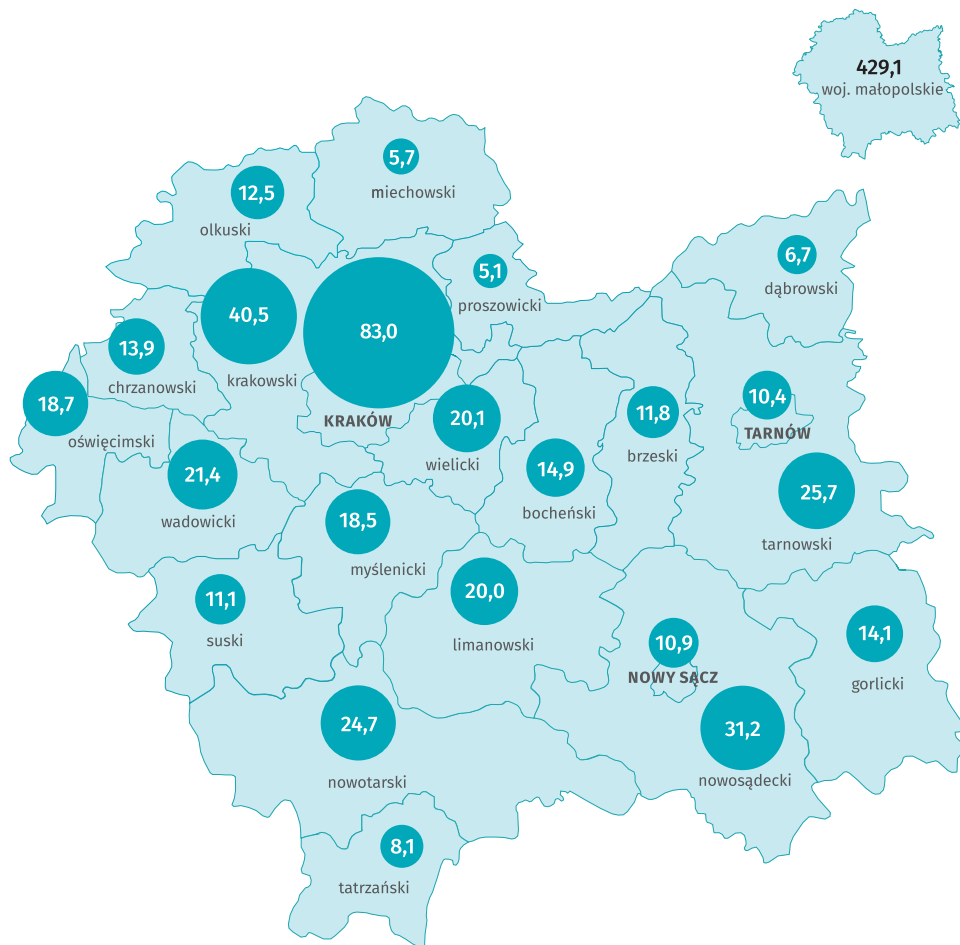 429,1
woj. małopolskie
5,7
miechowski
12,5
olkuski
5,1
proszowicki
6,7
dąbrowski
40,5
krakowski
83,0
KRAKÓW
13,9
chrzanowski
18,7
oświęcimski
20,1
wielicki
11,8
brzeski
10,4
TARNÓW
21,4
wadowicki
14,9
bocheński
25,7
tarnowski
18,5
myślenicki
11,1
suski
20,0
limanowski
10,9
NOWY SĄCZ
14,1
gorlicki
24,7
nowotarski
31,2
nowosądecki
8,1
tatrzański